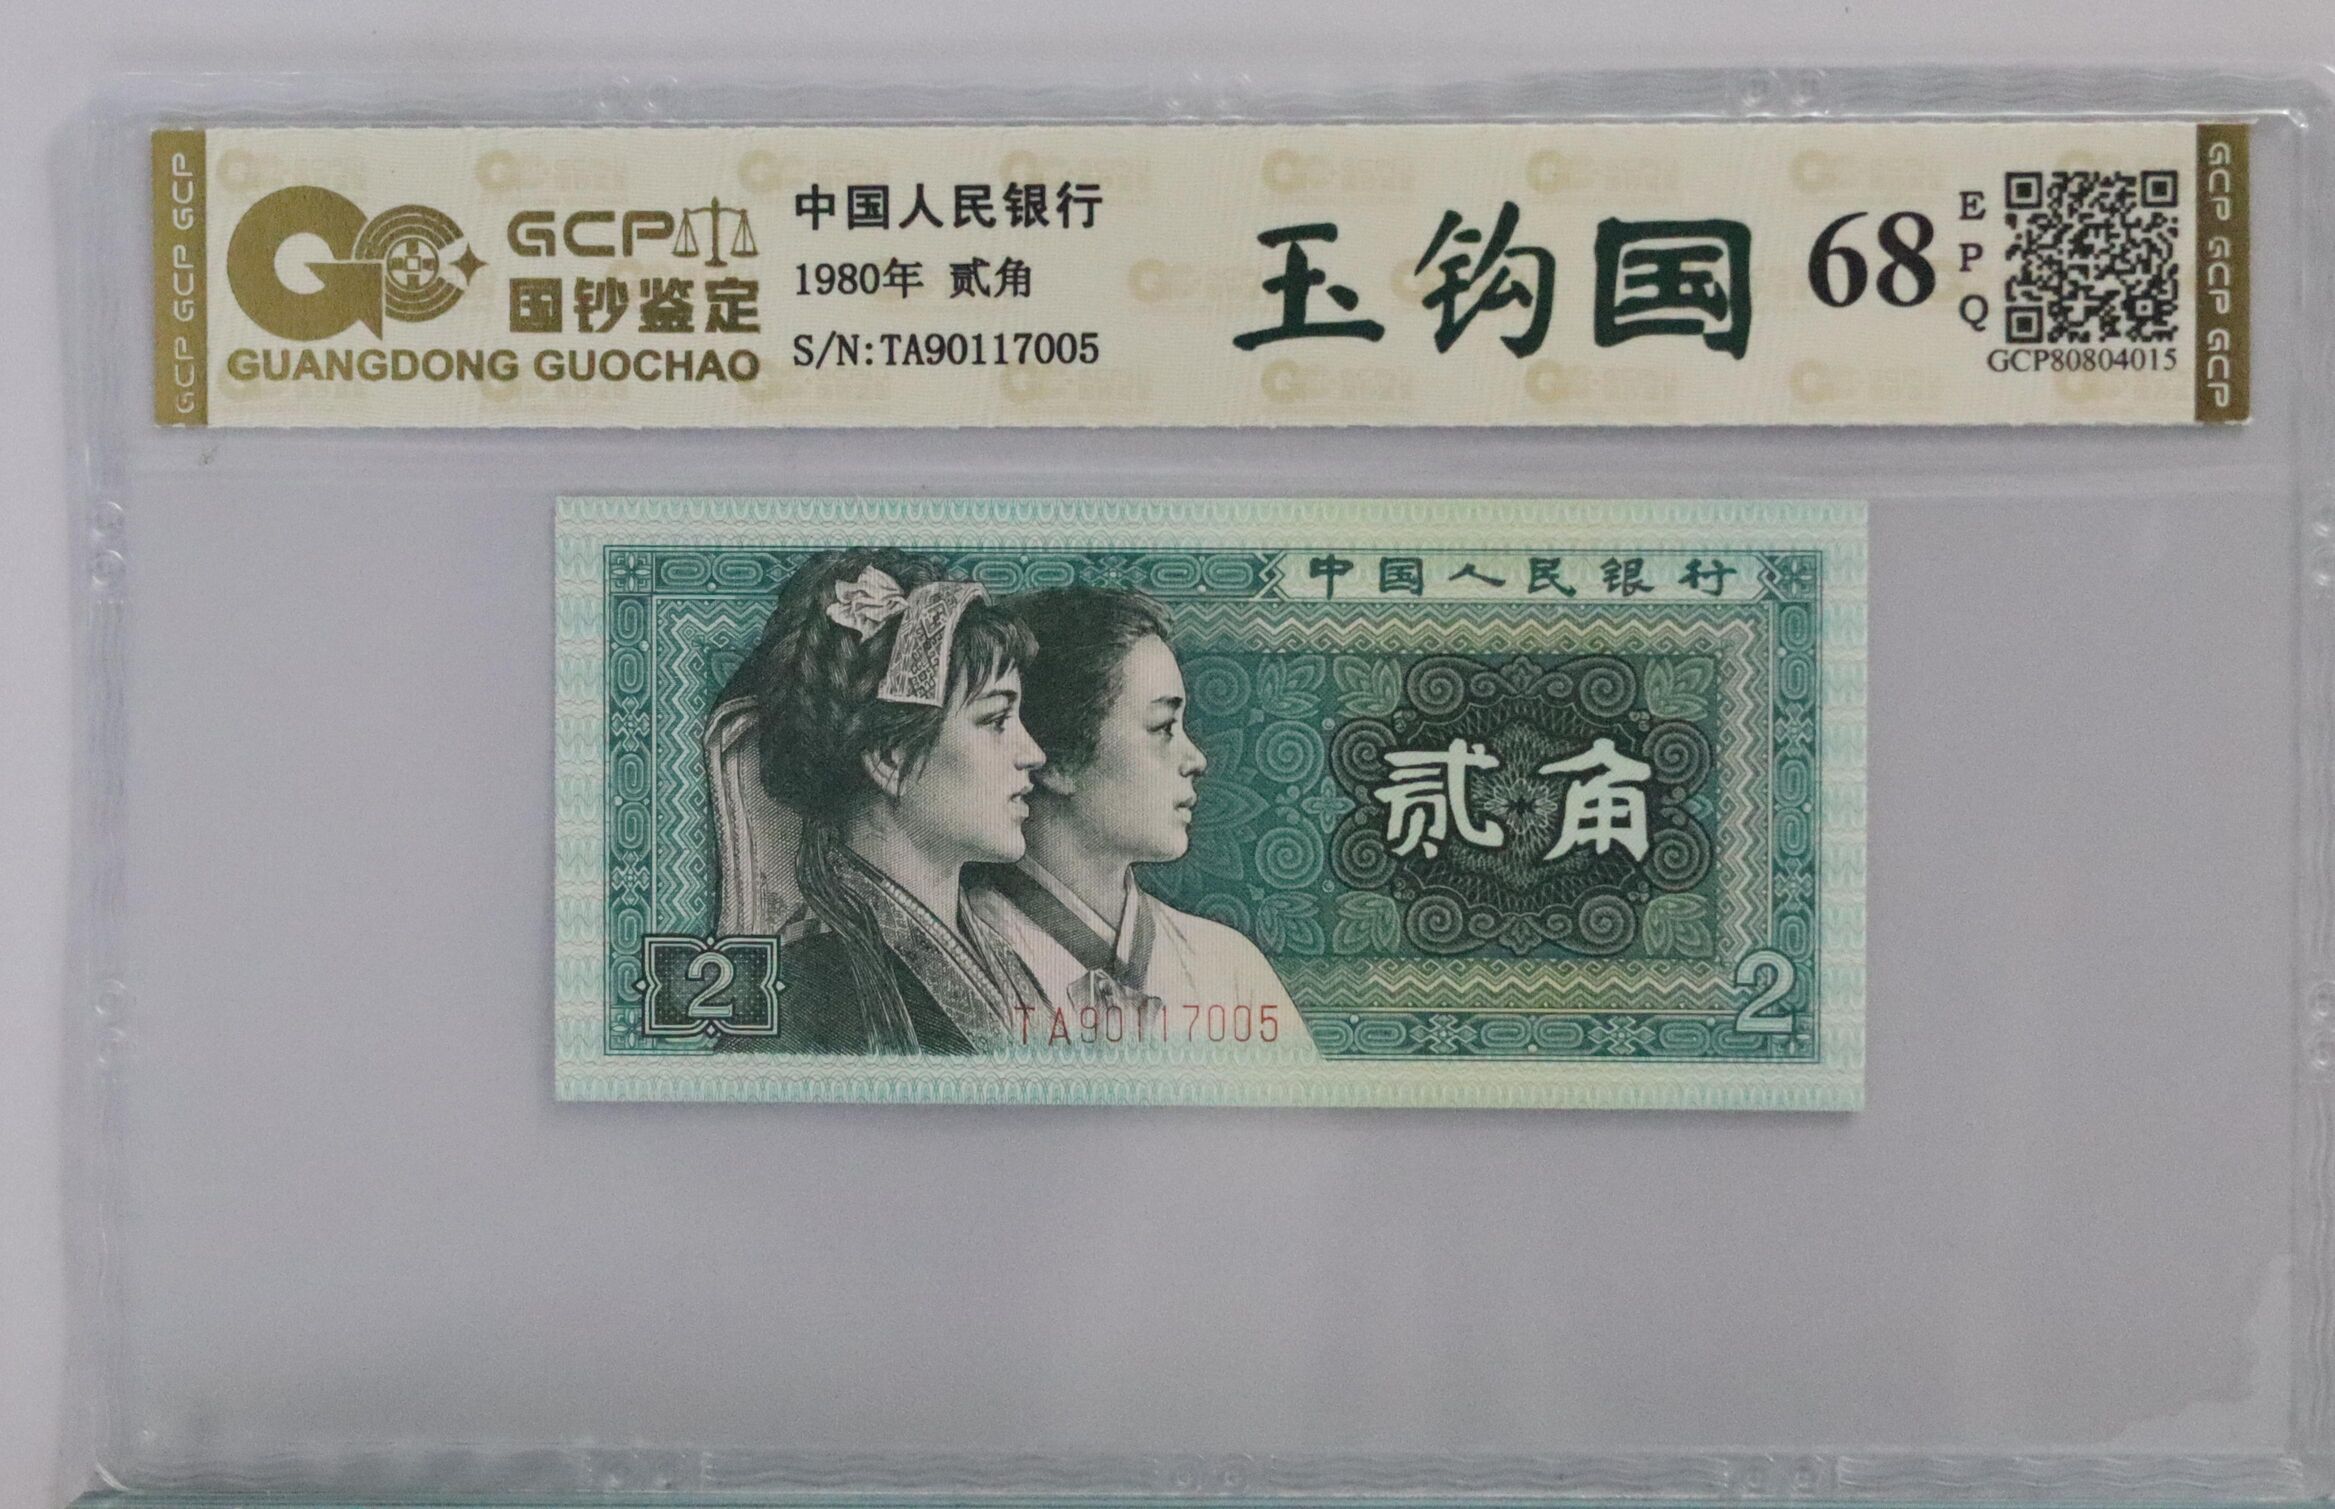 GCP GCP GCP
GCP
国钞鉴定
GUANGDONG GUOCHAO
中国人民银行
1980年 贰角
S/N:TA90117005
玉钩国
68
EPQ
GCP80804015
GCP GCP GCP
中国人民银行
贰角
2
TA90117005
2